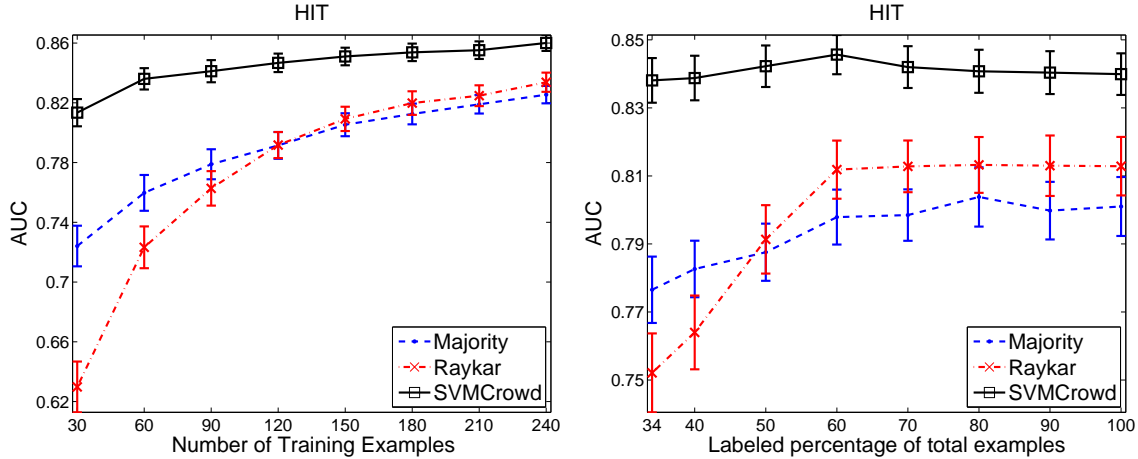 HIT
AUC
0.86
0.82
0.78
0.74
0.7
0.66
0.62
Majority
Raykar
SVMCrowd
30 60 90 120 150 180 210 240
Number of Training Examples
HIT
AUC
0.85
0.83
0.81
0.79
0.77
0.75
Majority
Raykar
SVMCrowd
34 40 50 60 70 80 90 100
Labeled percentage of total examples